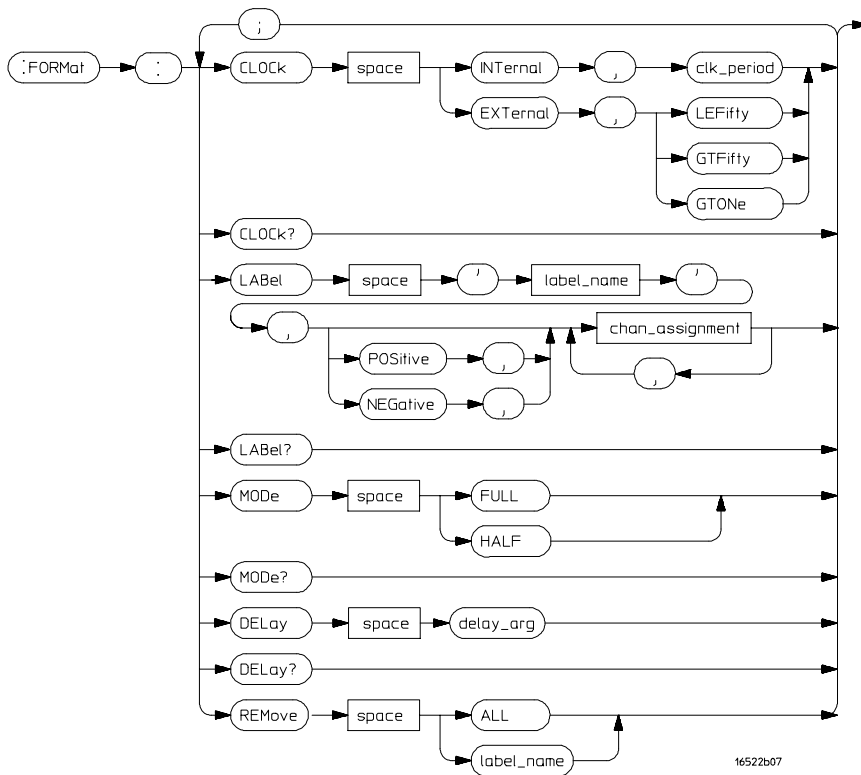 ;
:FORMat : CLOCk space INTernal , clk_period
EXTernal , LEFifty
GTFifty
GTONe
CLOCk?
LABel space ' label_name '
, chan_assignment
POSitive , ,
NEGative ,
LABel?
MODe space FULL
HALF
MODe?
DELay space delay_arg
DELay?
REMove space ALL
label_name
16522b07